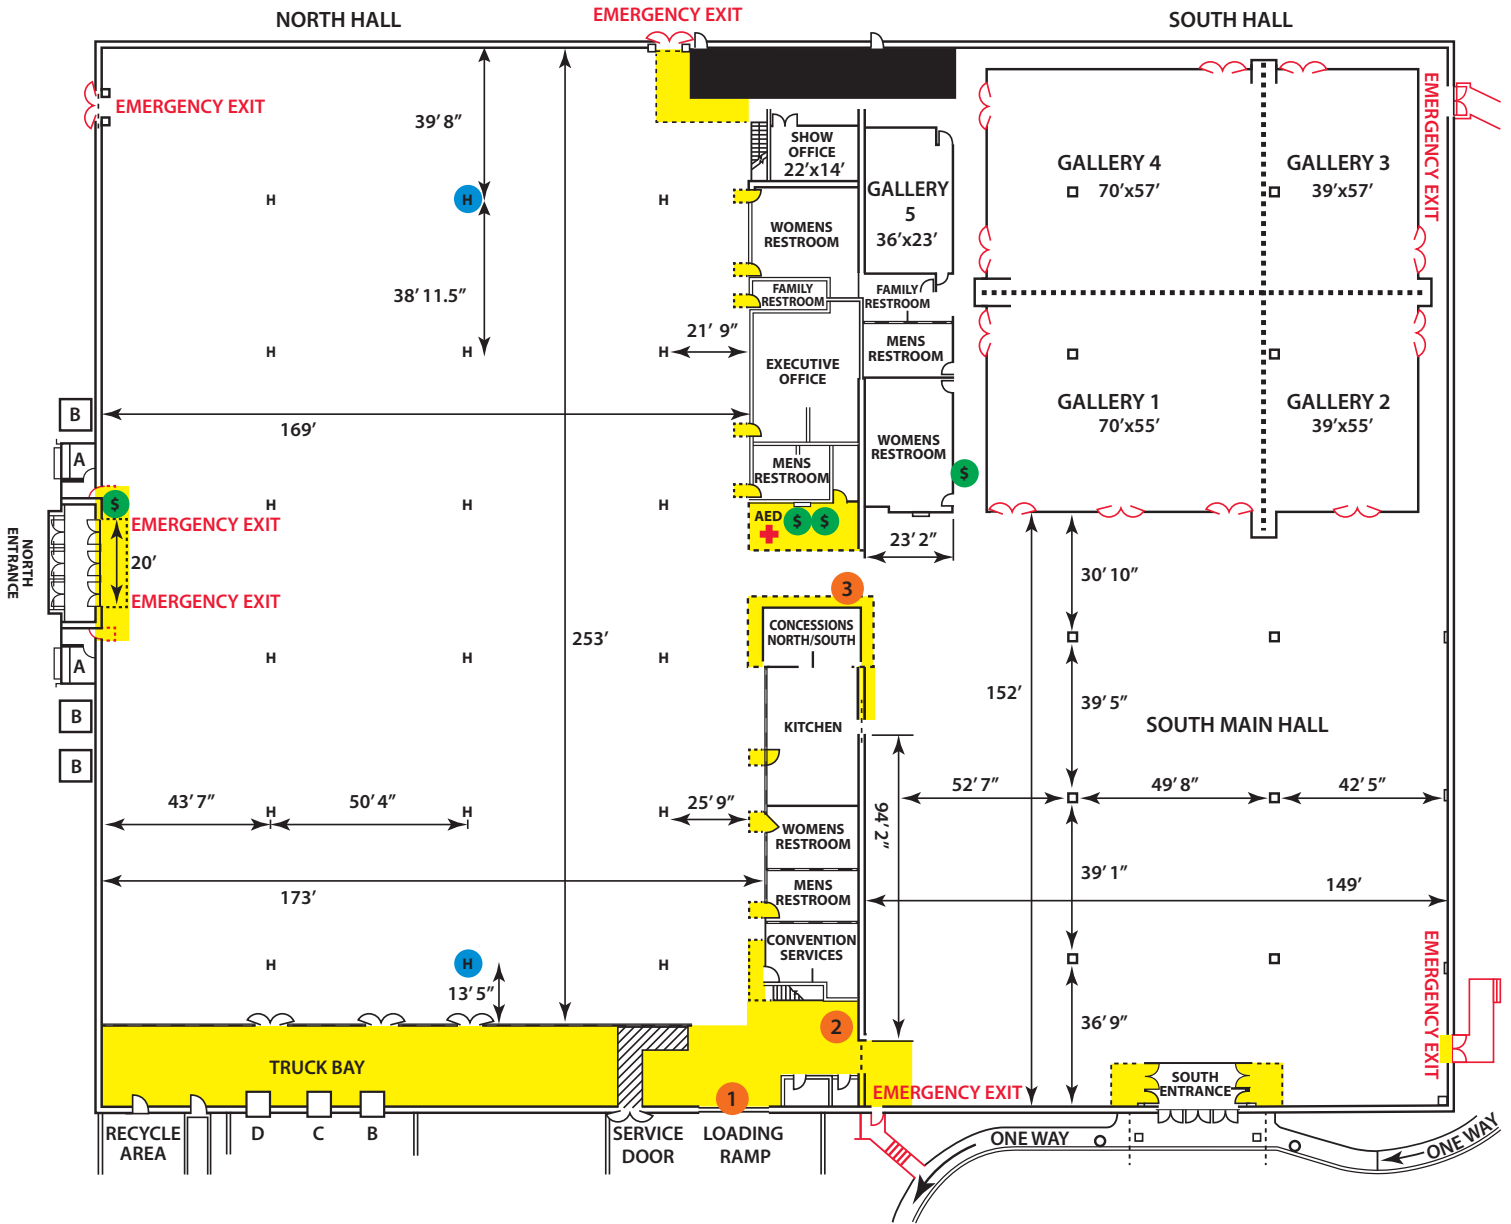 NORTH HALL
EMERGENCY EXIT
SOUTH HALL
EMERGENCY EXIT
39' 8"
SHOW
OFFICE
22'x14'
GALLERY
5
36'x23'
GALLERY 4
70'x57'
GALLERY 3
39'x57'
EMERGENCY EXIT
H
H
H
WOMENS
RESTROOM
38' 11.5"
FAMILY
RESTROOM
FAMILY
RESTROOM
21' 9"
H
H
H
MENS
RESTROOM
EXECUTIVE
OFFICE
GALLERY 1
70'x55'
GALLERY 2
39'x55'
B
169'
WOMENS
RESTROOM
A
MENS
RESTROOM
$
$
H
H
H
AED
$
$
EMERGENCY EXIT
NORTH
ENTRANCE
20'
23' 2"
30' 10"
EMERGENCY EXIT
3
253'
CONCESSIONS
NORTH/SOUTH
A
H
H
H
152'
39' 5"
B
KITCHEN
SOUTH MAIN HALL
B
43' 7"
50' 4"
25' 9"
52' 7"
49' 8"
42' 5"
H
H
H
94' 2"
WOMENS
RESTROOM
39' 1"
173'
MENS
RESTROOM
149'
CONVENTION
SERVICES
EMERGENCY EXIT
H
H
H
13' 5"
2
36' 9"
TRUCK BAY
SOUTH
ENTRANCE
1
EMERGENCY EXIT
RECYCLE
AREA
D
C
B
SERVICE
DOOR
LOADING
RAMP
ONE WAY
ONE WAY